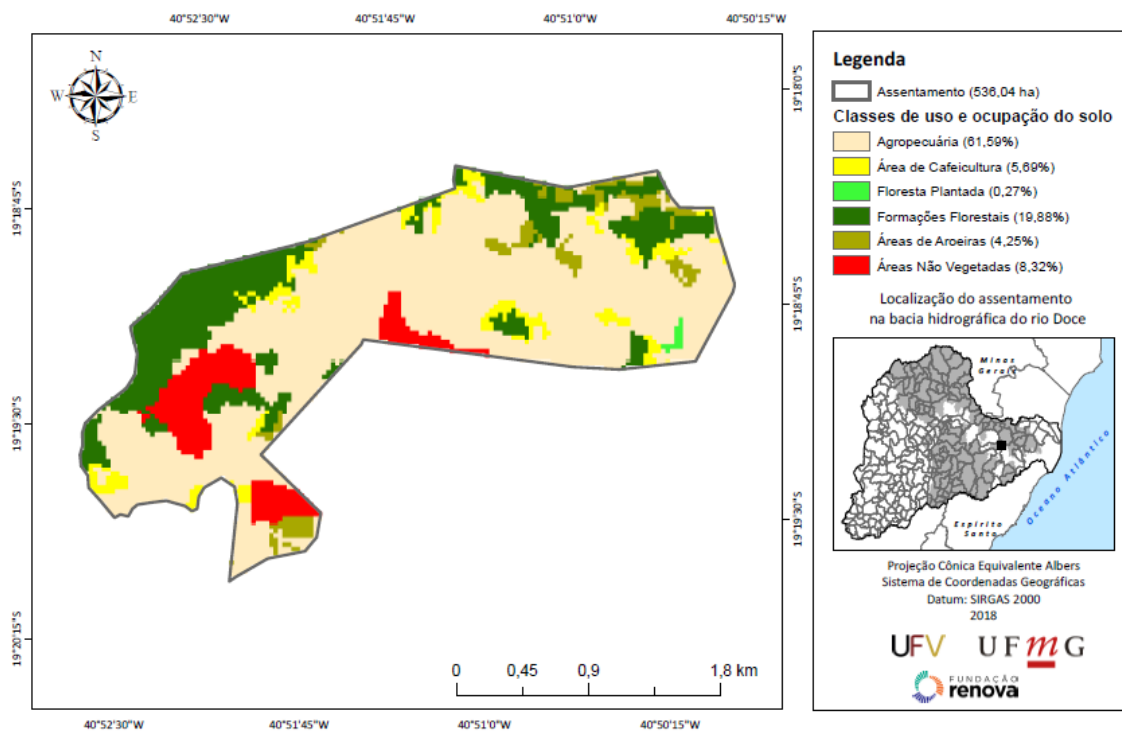 40°52'30"W
40°51'45"W
40°51'0"W
40°50'15"W
N
W
E
S
19°18'45"S
19°19'30"S
19°20'15"S
19°18'0"S
19°18'45"S
19°19'30"S
0
0,45
0,9
1,8 km
40°52'30"W
40°51'45"W
40°51'0"W
40°50'15"W
Legenda
Assentamento (536,04 ha)
Classes de uso e ocupação do solo
Agropecuária (61,59%)
Área de Cafeicultura (5,69%)
Floresta Plantada (0,27%)
Formações Florestais (19,88%)
Áreas de Aroeiras (4,25%)
Áreas Não Vegetadas (8,32%)
Localização do assentamento
na bacia hidrográfica do rio Doce
Minas
Gerais
Oceano Atlântico
Espírito
Santo
Projeção Cônica Equivalente Albers
Sistema de Coordenadas Geográficas
Datum: SIRGAS 2000
2018
UFV
UFmG
FUNDAÇÃO
renova